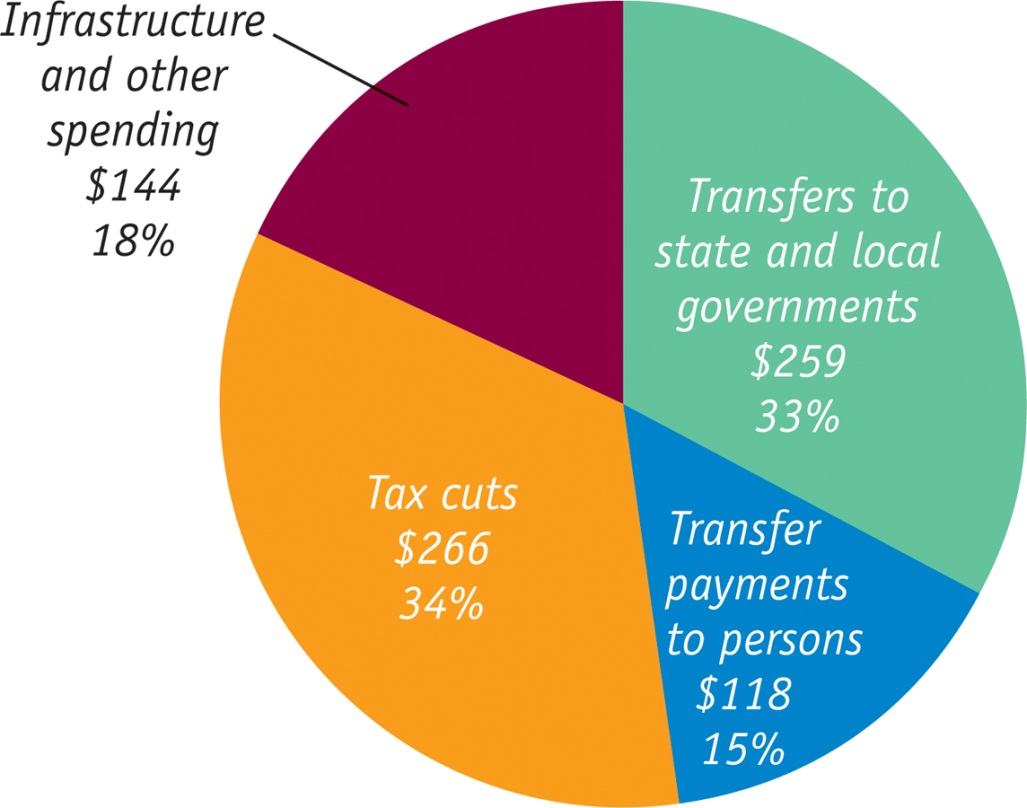 Infrastructure
and other
spending
$144
18%
Transfers to
state and local
governments
$259
33%
Tax cuts
$266
34%
Transfer
payments
to persons
$118
15%